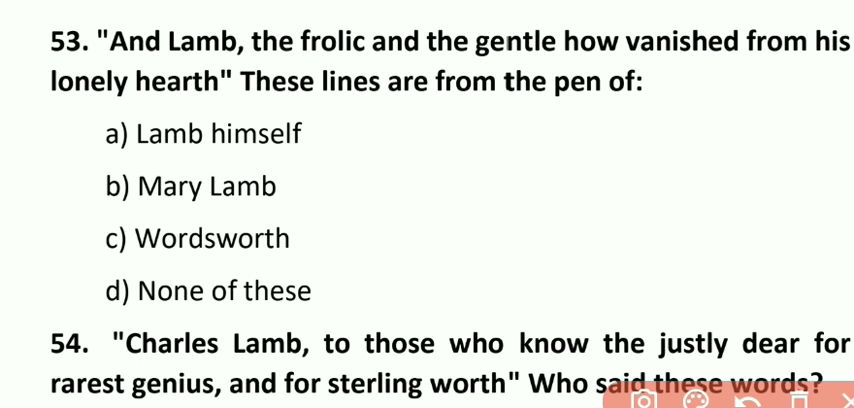 53. "And Lamb, the frolic and the gentle how vanished from his
lonely hearth" These lines are from the pen of:
a) Lamb himself
b) Mary Lamb
c) Wordsworth
d) None of these
54. "Charles Lamb, to those who know the justly dear for
rarest genius, and for sterling worth" Who said these words?